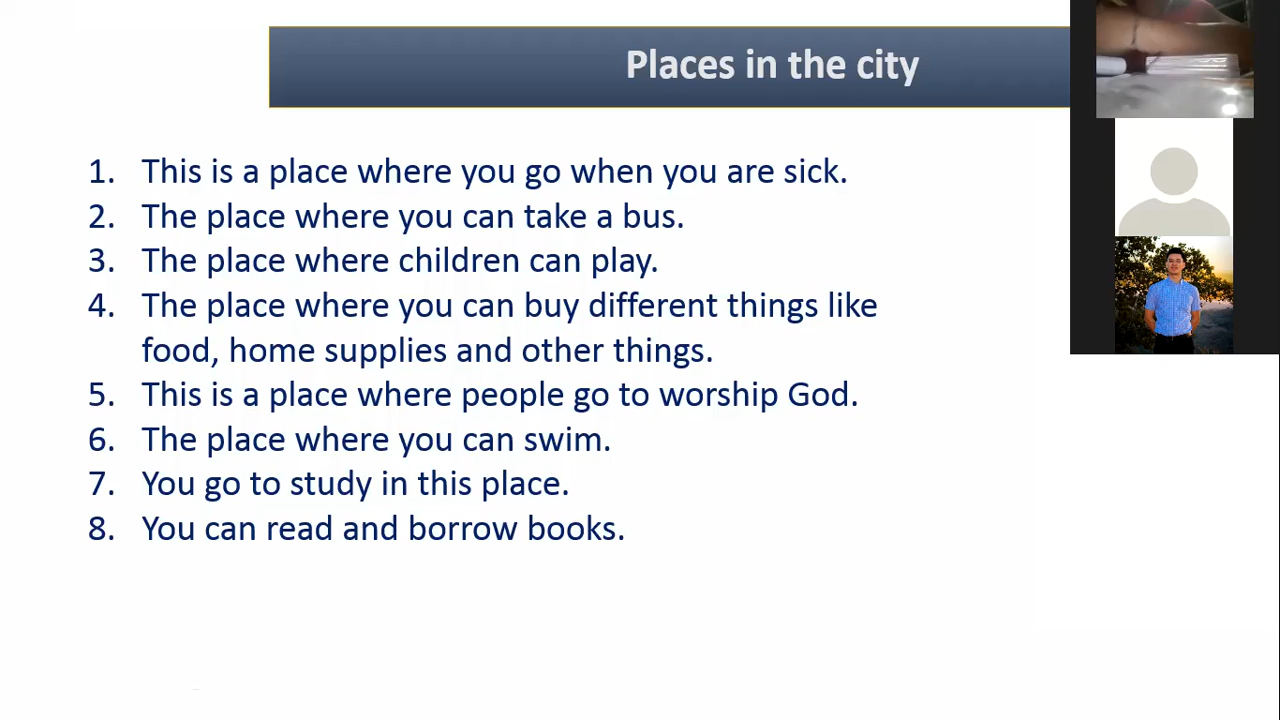 Places in the city
1. This is a place where you go when you are sick.
2. The place where you can take a bus.
3. The place where children can play.
4. The place where you can buy different things like
food, home supplies and other things.
5. This is a place where people go to worship God.
6. The place where you can swim.
7. You go to study in this place.
8. You can read and borrow books.